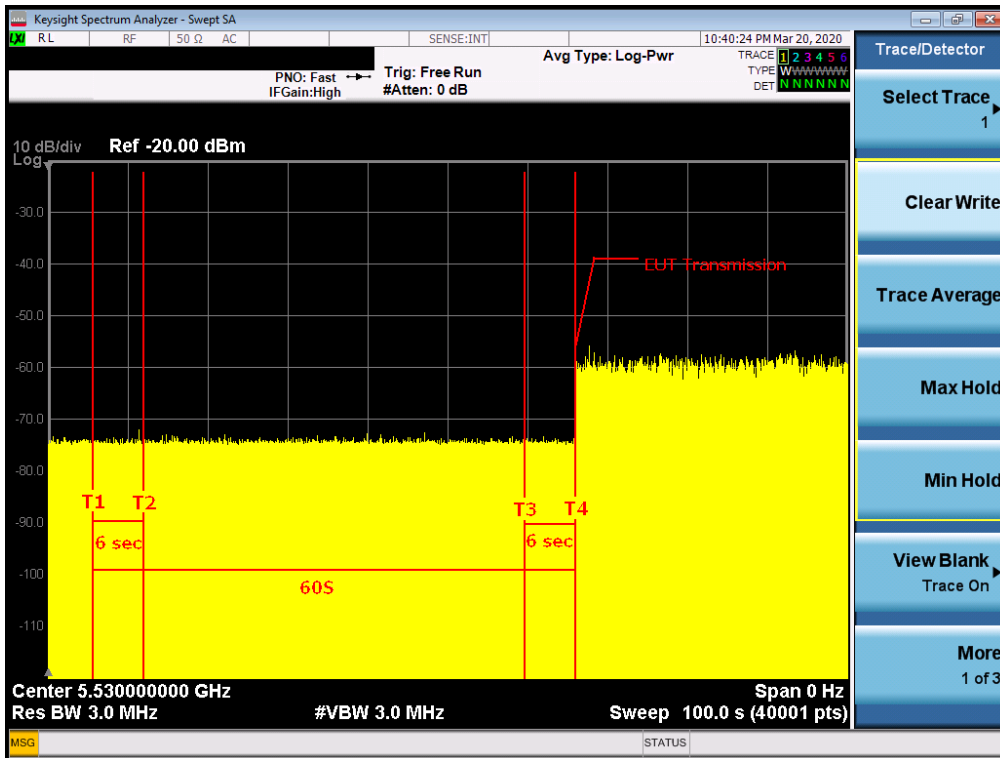 Keysight Spectrum Analyzer - Swept SA
LXI RL RF 50 Ω AC SENSE:INT 10:40:24 PM Mar 20, 2020
PNO: Fast
IFGain:High
Trig: Free Run
#Atten: 0 dB
Avg Type: Log-Pwr
TRACE 1 2 3 4 5 6
TYPE WWWWWW
DET N N N N N N
10 dB/div
Log
Ref -20.00 dBm
-30.0
-40.0
-50.0
-60.0
-70.0
-80.0
-90.0
-100
-110
EUT Transmission
T1 T2 T3 T4
6 sec 6 sec
60S
Center 5.530000000 GHz Span 0 Hz
Res BW 3.0 MHz #VBW 3.0 MHz Sweep 100.0 s (40001 pts)
MSG STATUS
Trace/Detector
Select Trace
1
Clear Write
Trace Average
Max Hold
Min Hold
View Blank
Trace On
More
1 of 3